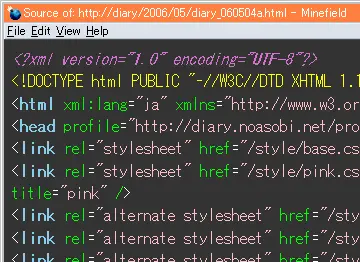 Source of: http://diary/2006/05/diary_060504a.html - Minefield
File Edit View Help
<?xml version="1.0" encoding="UTF-8"?>
<!DOCTYPE html PUBLIC "-//W3C//DTD XHTML 1.1
<html xml:lang="ja" xmlns="http://www.w3.or
<head profile="http://diary.noasobi.net/pro
<link rel="stylesheet" href="/style/base.cs
<link rel="stylesheet" href="/style/pink.cs
title="pink" />
<link rel="alternate stylesheet" href="/sty
<link rel="alternate stylesheet" href="/sty
<link rel="alternate stylesheet" href="/sty